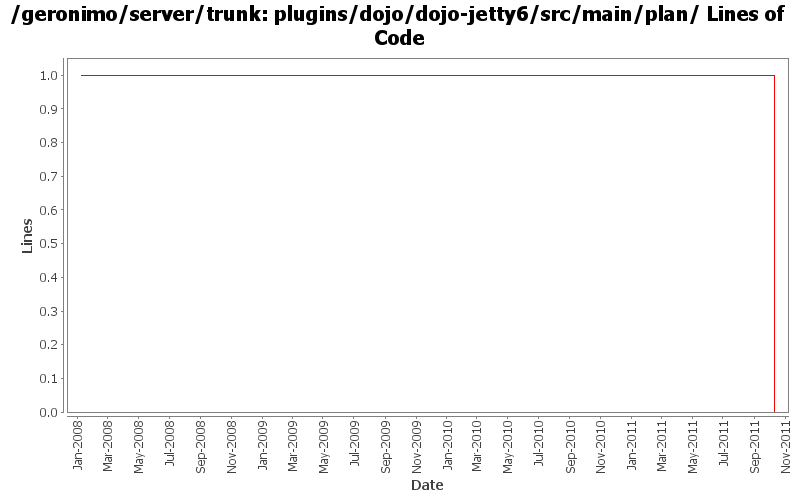 /geronimo/server/trunk: plugins/dojo/dojo-jetty6/src/main/plan/ Lines of
Code
Lines
1.0
0.9
0.8
0.7
0.6
0.5
0.4
0.3
0.2
0.1
0.0
Jan-2008
Mar-2008
May-2008
Jul-2008
Sep-2008
Nov-2008
Jan-2009
Mar-2009
May-2009
Jul-2009
Sep-2009
Nov-2009
Jan-2010
Mar-2010
May-2010
Jul-2010
Sep-2010
Nov-2010
Jan-2011
Mar-2011
May-2011
Jul-2011
Sep-2011
Nov-2011
Date